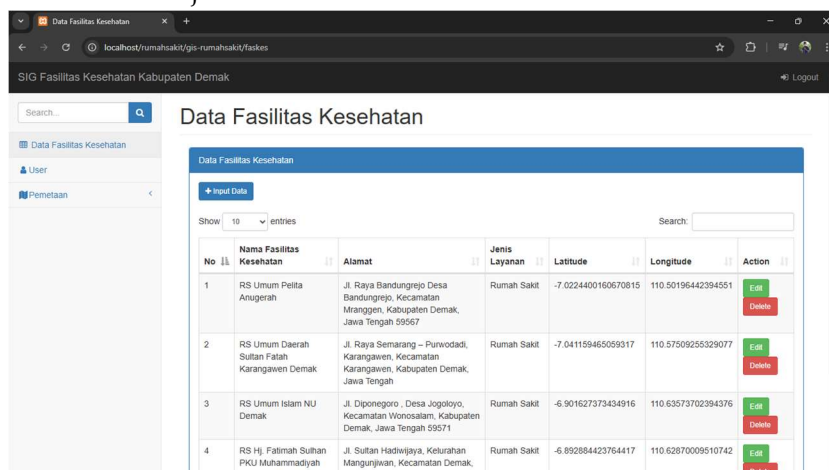 Data Fasilitas Kesehatan
localhost/rumahsakit/gis-rumahsakit/faskes
SIG Fasilitas Kesehatan Kabupaten Demak
Logout
Search...
Data Fasilitas Kesehatan
User
Pemetaan
Data Fasilitas Kesehatan
Data Fasilitas Kesehatan
+ Input Data
Show 10 entries
Search:
No Nama Fasilitas Kesehatan Alamat Jenis Layanan Latitude Longitude Action
1 RS Umum Pelita Jl. Raya Bandungrejo Desa Rumah Sakit -7.0224400160670815 110.50196442394551 Edit
Anugerah Bandungrejo, Kecamatan Delete
Mranggen, Kabupaten Demak,
Jawa Tengah 59567
2 RS Umum Daerah Jl. Raya Semarang – Purwodadi, Rumah Sakit -7.041159465059317 110.57509255329077 Edit
Sultan Fatah Karangawen, Kecamatan Delete
Karangawen Demak Karangawen, Kabupaten Demak,
Jawa Tengah
3 RS Umum Islam NU Jl. Diponegoro , Desa Jogoloyo, Rumah Sakit -6.901627373434916 110.63573702394376 Edit
Demak Kecamatan Wonosalam, Kabupaten Delete
Demak, Jawa Tengah 59571
4 RS Hj. Fatimah Sulhan Jl. Sultan Hadiwijaya, Kelurahan Rumah Sakit -6.892884423764417 110.62870009510742 Edit
PKU Muhammadiyah Mangunjiwan, Kecamatan Demak,